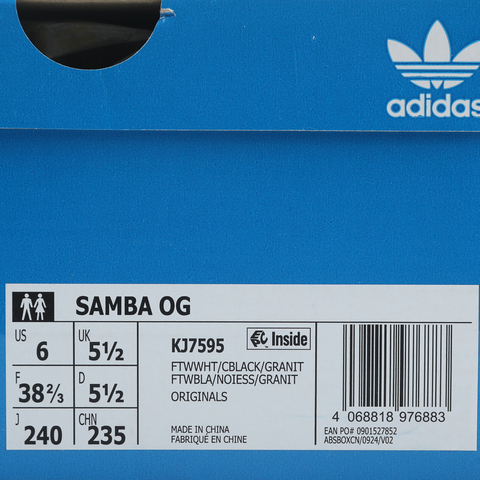 adidas
SAMBA OG
US 6
UK 5½
F 38⅔
D 5½
J 240
CHN 235
KJ7595
Inside
FTWWHT/CBLACK/GRANIT
FTWBLA/NOIESS/GRANIT
ORIGINALS
MADE IN CHINA
FABRIQUÉ EN CHINE
4 068818 976883
EAN PO# 0901527852
ABSBOXCN/0924/V02